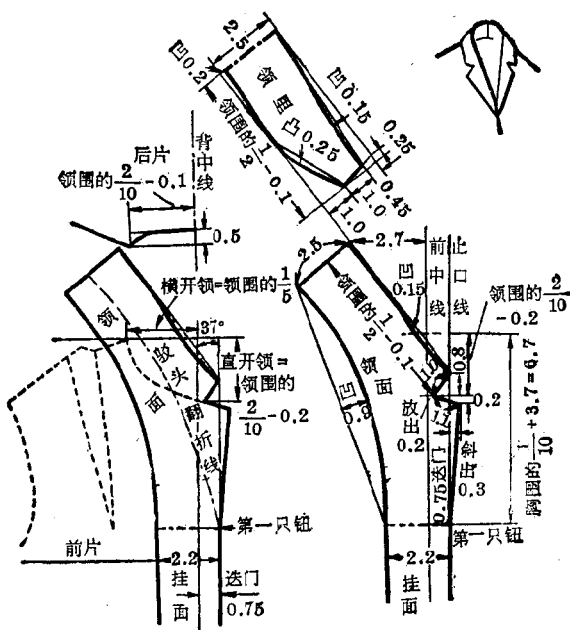 2.5
凹0.2
领里
凸0.25
凹0.15
0.25
0.45
1.0
1.0
领围的1/2-0.1
后片
背中线
领围的2/10-0.1
0.5
横开领=领围的1/5
37°
领面
驳头
翻折线
直开领=
领围的
2/10-0.2
第一只钮
前片
2.2
挂面
迭门
0.75
2.5
2.7
前中线
止口线
凹
0.15
领围的2/10
-0.2
领围的1/2-0.1
领面
凹
0.9
1.0
0.8
0.2
放出
0.2
1.1
斜出
0.3
0.75迭门
胸围的1/10+3.7=6.7
第一只钮
2.2
挂面